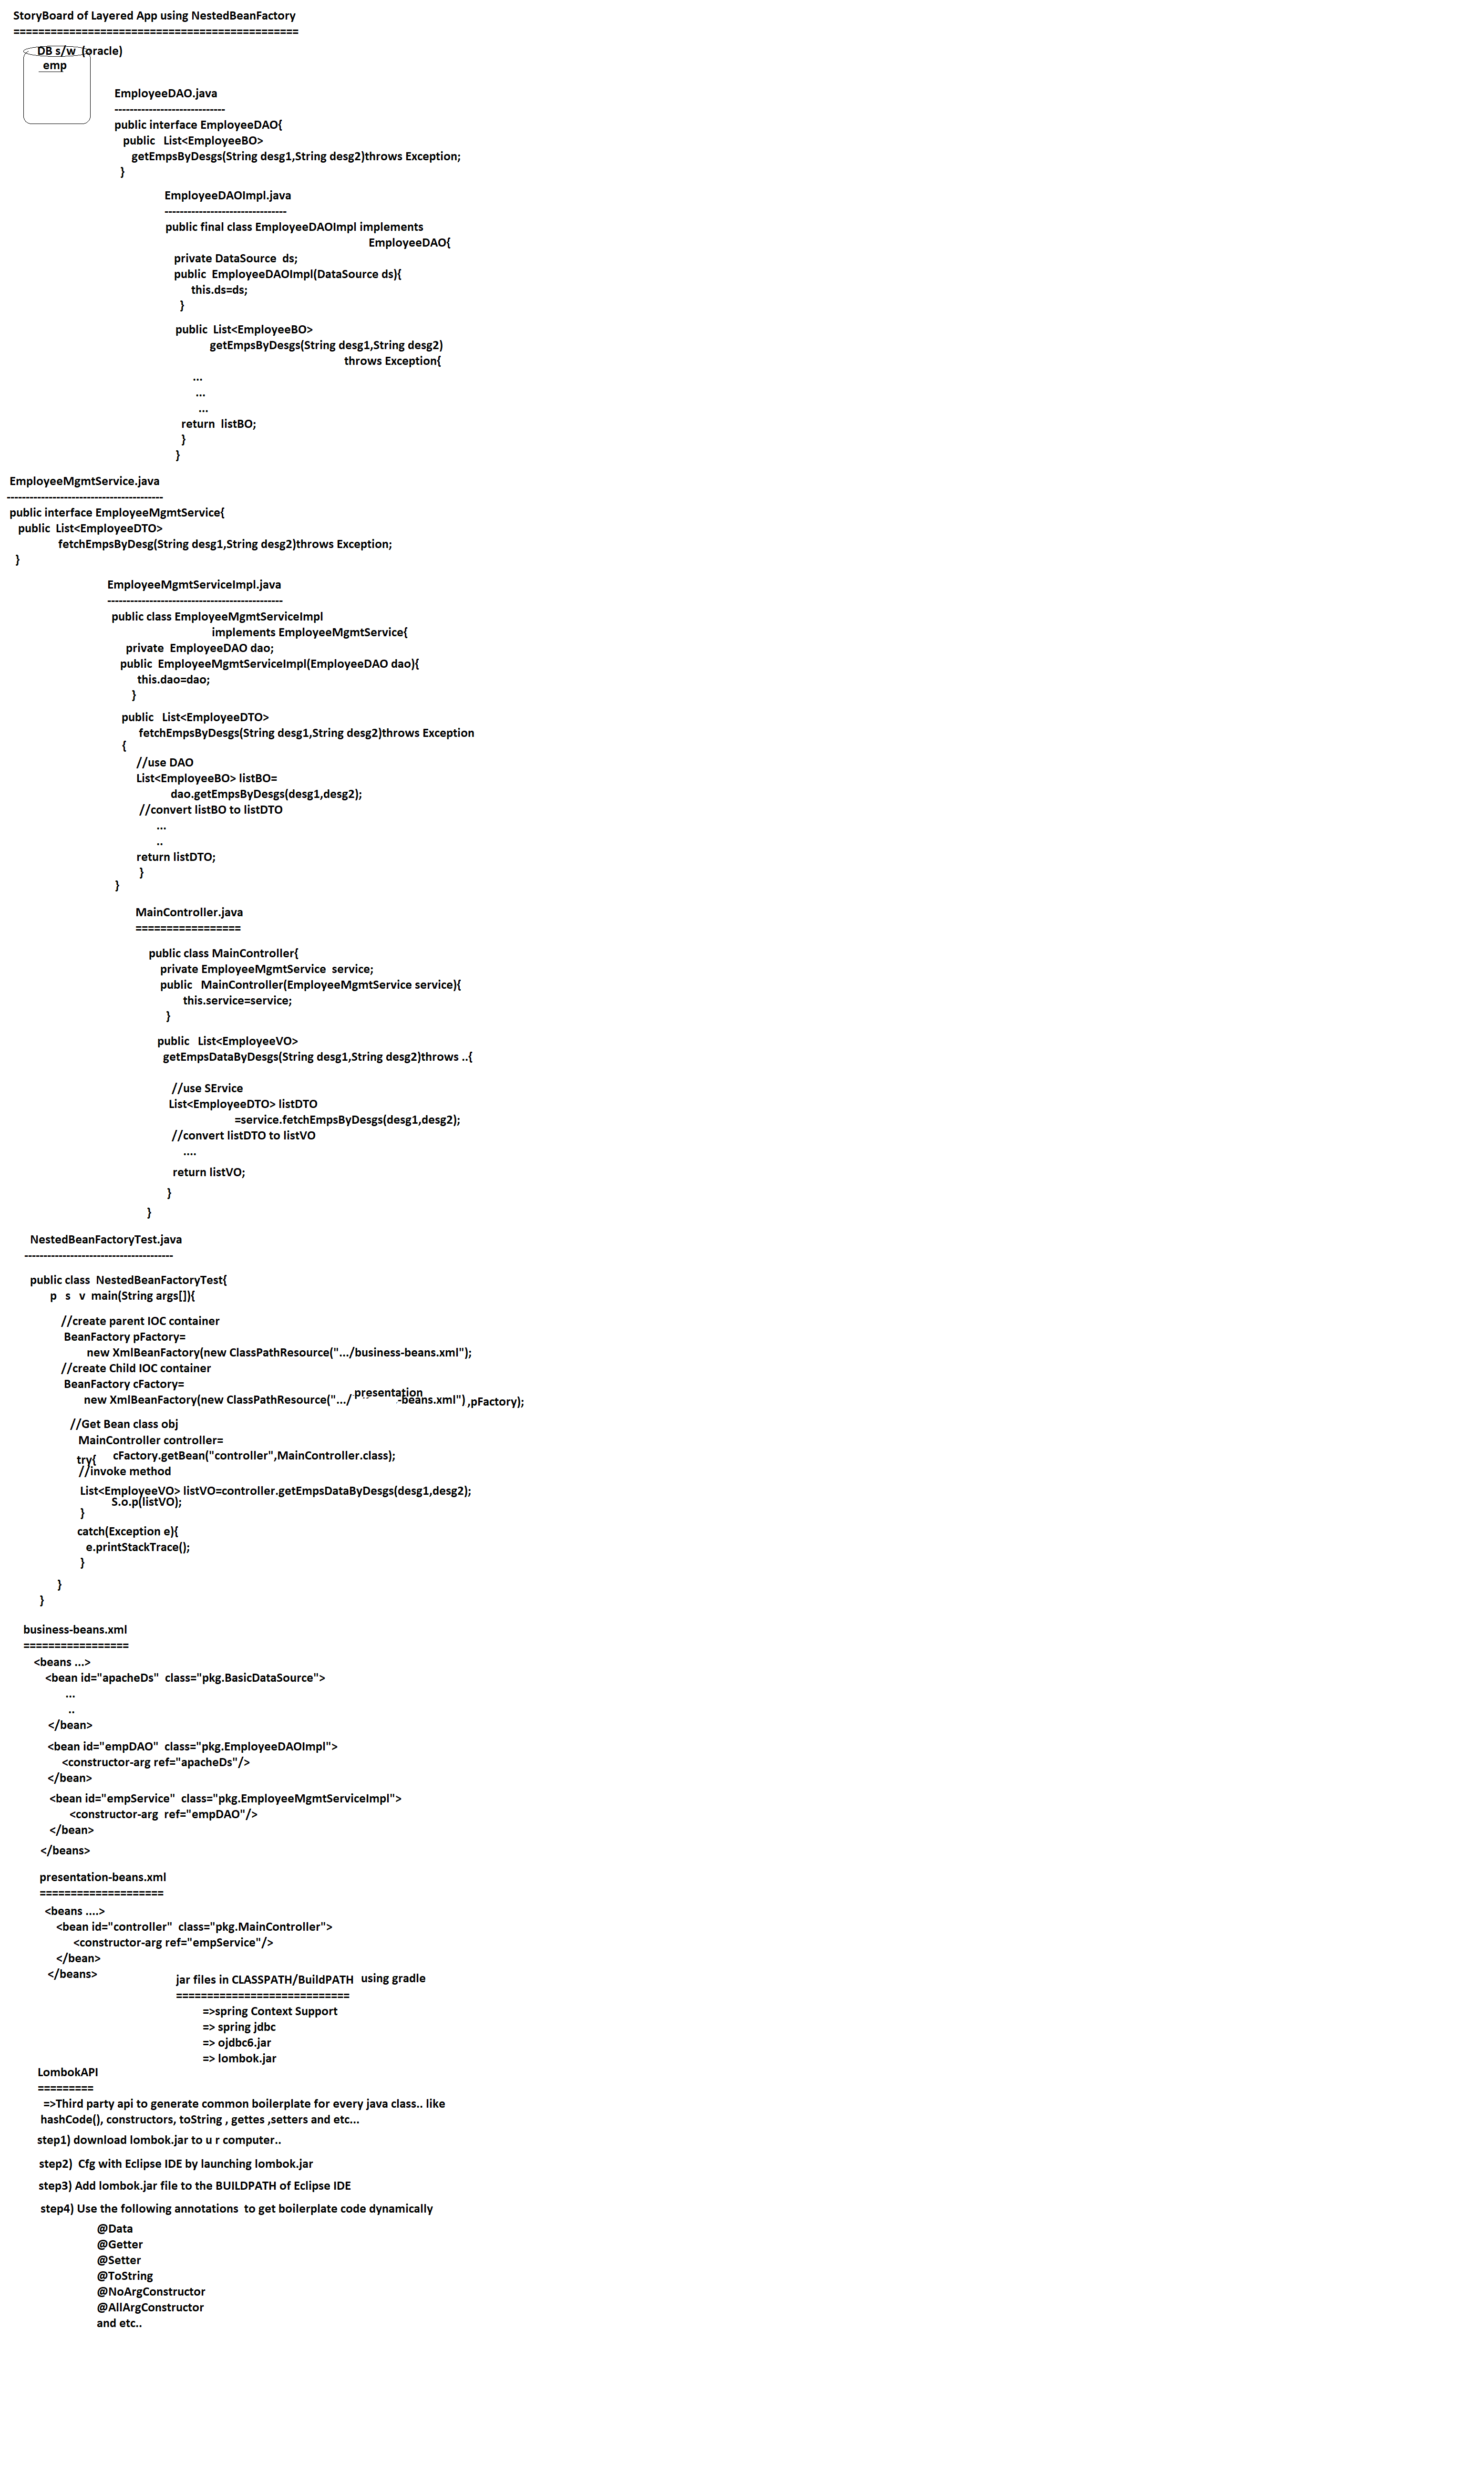 StoryBoard of Layered App using NestedBeanFactory
==============================================
DB s/w (oracle)
emp
EmployeeDAO.java
-----------------------------
public interface EmployeeDAO{
public List<EmployeeBO>
getEmpsByDesgs(String desg1,String desg2)throws Exception;
}
EmployeeDAOImpl.java
--------------------------------
public final class EmployeeDAOImpl implements
EmployeeDAO{
private DataSource ds;
public EmployeeDAOImpl(DataSource ds){
this.ds=ds;
}
public List<EmployeeBO>
getEmpsByDesgs(String desg1,String desg2)
throws Exception{
...
...
...
return listBO;
}
}
EmployeeMgmtService.java
-----------------------------------------
public interface EmployeeMgmtService{
public List<EmployeeDTO>
fetchEmpsByDesg(String desg1,String desg2)throws Exception;
}
EmployeeMgmtServiceImpl.java
----------------------------------------------
public class EmployeeMgmtServiceImpl
implements EmployeeMgmtService{
private EmployeeDAO dao;
public EmployeeMgmtServiceImpl(EmployeeDAO dao){
this.dao=dao;
}
public List<EmployeeDTO>
fetchEmpsByDesgs(String desg1,String desg2)throws Exception
{
//use DAO
List<EmployeeBO> listBO=
dao.getEmpsByDesgs(desg1,desg2);
//convert listBO to listDTO
...
..
return listDTO;
}
}
MainController.java
=================
public class MainController{
private EmployeeMgmtService service;
public MainController(EmployeeMgmtService service){
this.service=service;
}
public List<EmployeeVO>
getEmpsDataByDesgs(String desg1,String desg2)throws ..{
//use SErvice
List<EmployeeDTO> listDTO
=service.fetchEmpsByDesgs(desg1,desg2);
//convert listDTO to listVO
....
return listVO;
}
}
NestedBeanFactoryTest.java
---------------------------------------
public class NestedBeanFactoryTest{
p s v main(String args[]){
//create parent IOC container
BeanFactory pFactory=
new XmlBeanFactory(new ClassPathResource(".../business-beans.xml");
//create Child IOC container
BeanFactory cFactory=
new XmlBeanFactory(new ClassPathResource(".../presentation-beans.xml") ,pFactory);
//Get Bean class obj
MainController controller=
cFactory.getBean("controller",MainController.class);
try{
//invoke method
List<EmployeeVO> listVO=controller.getEmpsDataByDesgs(desg1,desg2);
S.o.p(listVO);
}
catch(Exception e){
e.printStackTrace();
}
}
}
business-beans.xml
=================
<beans ...>
<bean id="apacheDs" class="pkg.BasicDataSource">
...
..
</bean>
<bean id="empDAO" class="pkg.EmployeeDAOImpl">
<constructor-arg ref="apacheDs"/>
</bean>
<bean id="empService" class="pkg.EmployeeMgmtServiceImpl">
<constructor-arg ref="empDAO"/>
</bean>
</beans>
presentation-beans.xml
====================
<beans ....>
<bean id="controller" class="pkg.MainController">
<constructor-arg ref="empService"/>
</bean>
</beans>
jar files in CLASSPATH/BuildPATH using gradle
============================
=>spring Context Support
=> spring jdbc
=> ojdbc6.jar
=> lombok.jar
LombokAPI
=========
=>Third party api to generate common boilerplate for every java class.. like
hashCode(), constructors, toString , gettes ,setters and etc...
step1) download lombok.jar to u r computer..
step2) Cfg with Eclipse IDE by launching lombok.jar
step3) Add lombok.jar file to the BUILDPATH of Eclipse IDE
step4) Use the following annotations to get boilerplate code dynamically
@Data
@Getter
@Setter
@ToString
@NoArgConstructor
@AllArgConstructor
and etc..